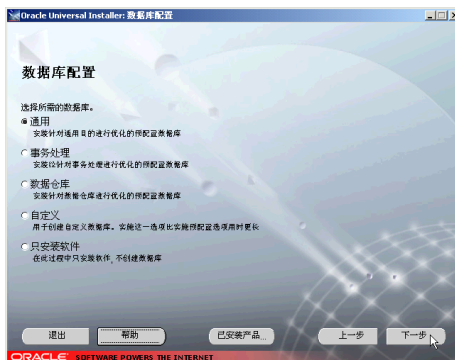 Oracle Universal Installer: 数据库配置
数据库配置
选择所需的数据库。
通用
安装针对通用目的进行优化的预配置数据库
事务处理
安装针对事务处理进行优化的预配置数据库
数据仓库
安装针对数据仓库进行优化的预配置数据库
自定义
用于创建自定义数据库。实施这一选项比实施预配置选项用时更长
只安装软件
在此过程中只安装软件, 不创建数据库
退出 帮助 已安装产品... 上一步 下一步
ORACLE SOFTWARE POWERS THE INTERNET